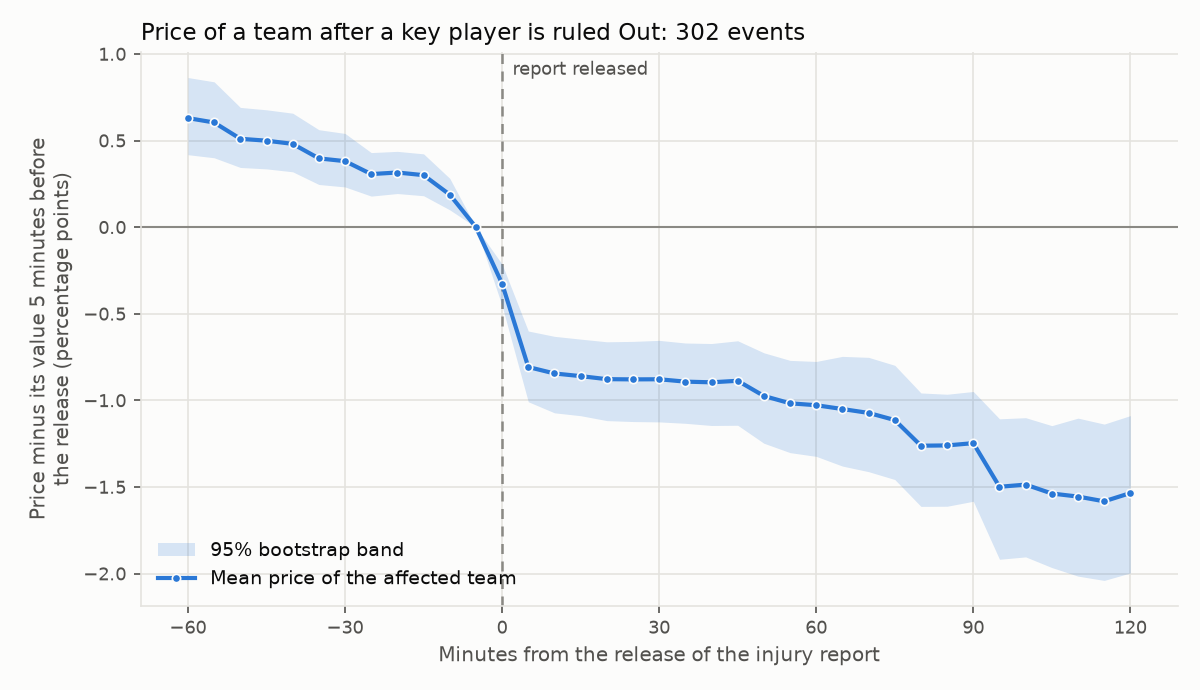 Price of a team after a key player is ruled Out: 302 events
report released
1.0
0.5
0.0
−0.5
−1.0
−1.5
−2.0
Price minus its value 5 minutes before
the release (percentage points)
95% bootstrap band
Mean price of the affected team
−60
−30
0
30
60
90
120
Minutes from the release of the injury report